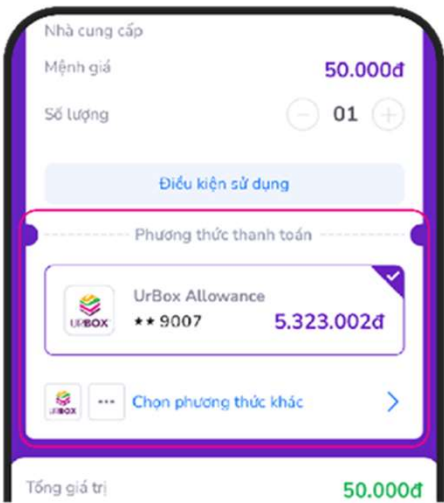 Nhà cung cấp
Mệnh giá 50.000đ
Số lượng 01
Điều kiện sử dụng
Phương thức thanh toán
UrBox Allowance
URBOX ** 9007 5.323.002đ
URBOX Chọn phương thức khác
Tổng giá trị 50.000đ